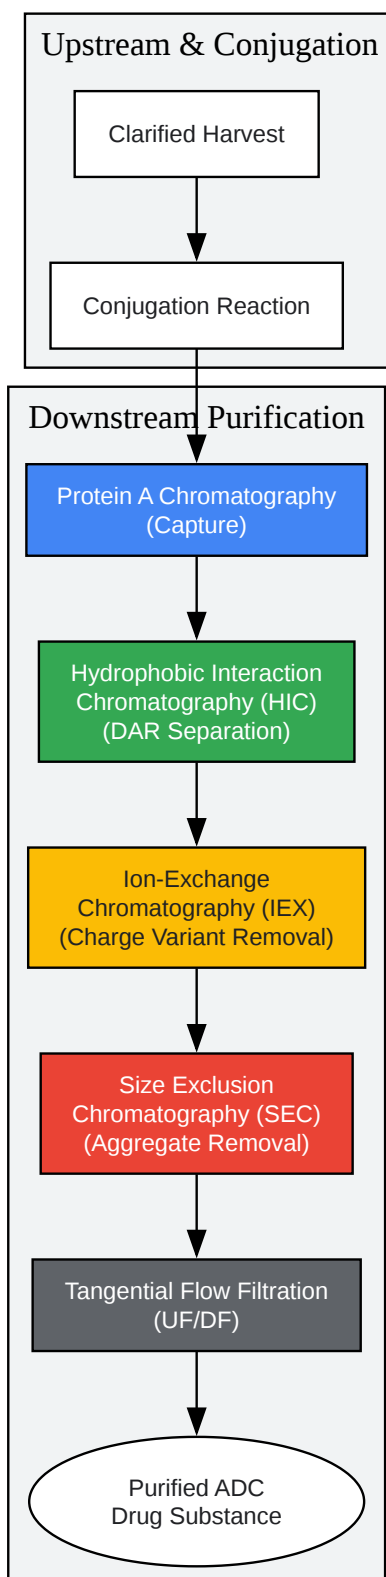 Upstream & Conjugation
Clarified Harvest
Conjugation Reaction
Downstream Purification
Protein A Chromatography
(Capture)
Hydrophobic Interaction
Chromatography (HIC)
(DAR Separation)
Ion-Exchange
Chromatography (IEX)
(Charge Variant Removal)
Size Exclusion
Chromatography (SEC)
(Aggregate Removal)
Tangential Flow Filtration
(UF/DF)
Purified ADC
Drug Substance